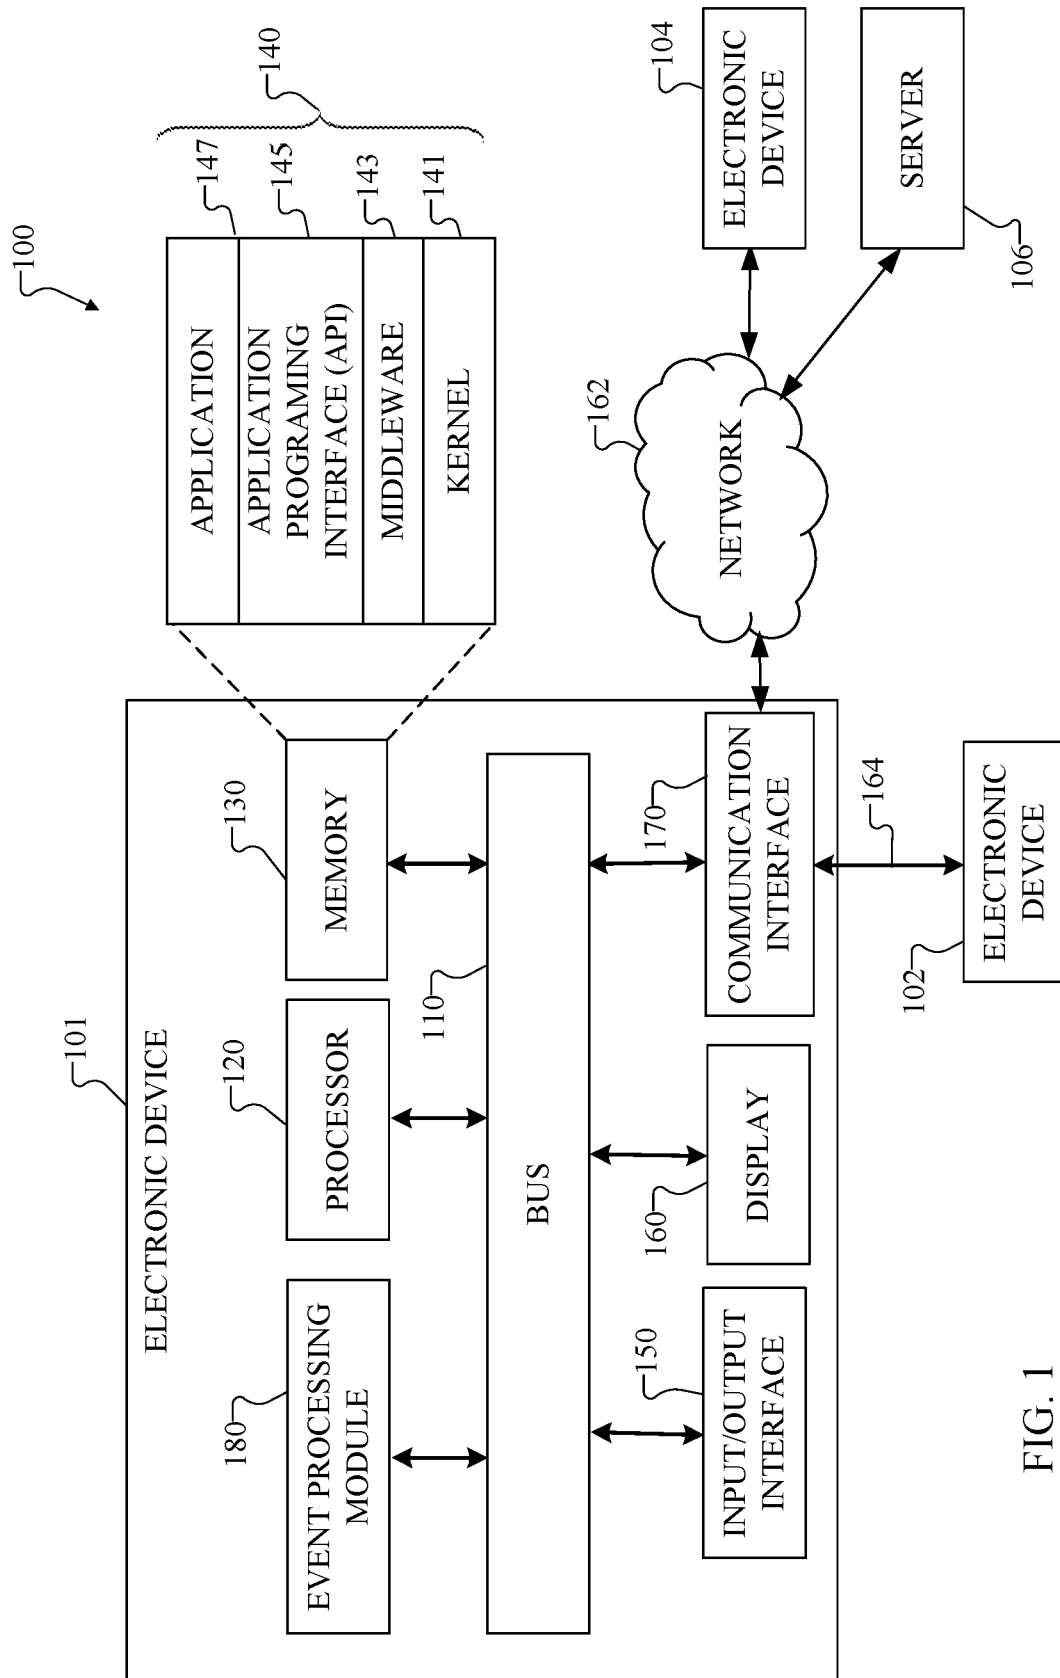 100
101
ELECTRONIC DEVICE
180
EVENT PROCESSING
MODULE
120
PROCESSOR
130
MEMORY
APPLICATION
147
APPLICATION
PROGRAMING
INTERFACE (API)
145
MIDDLEWARE
143
KERNEL
141
140
110
BUS
150
INPUT/OUTPUT
INTERFACE
160
DISPLAY
170
COMMUNICATION
INTERFACE
162
NETWORK
104
ELECTRONIC
DEVICE
SERVER
106
164
102
ELECTRONIC
DEVICE
FIG. 1